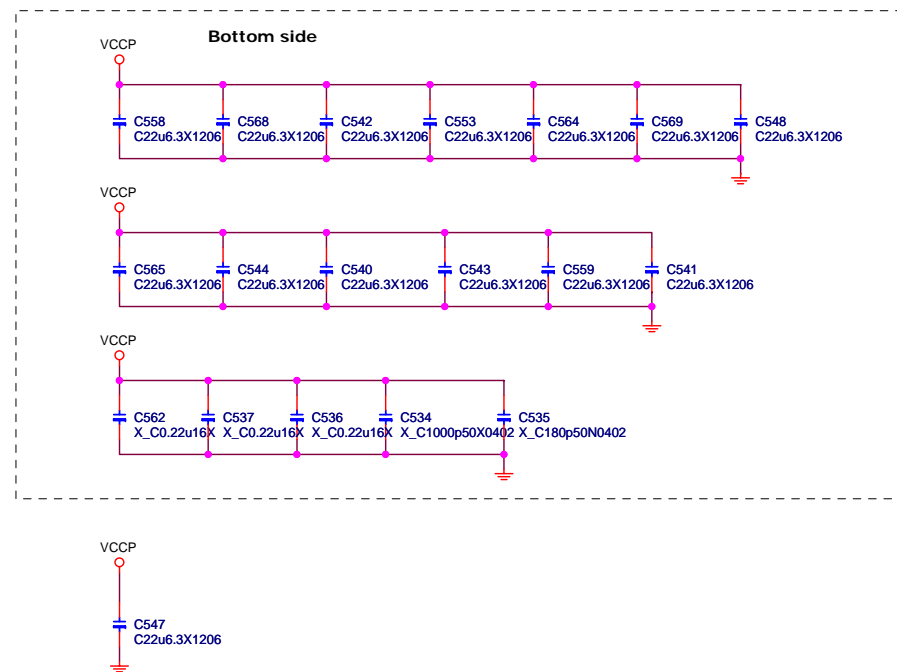 Bottom side
VCCP
C558 C568 C542 C553 C564 C569 C548
C22u6.3X1206 C22u6.3X1206 C22u6.3X1206 C22u6.3X1206 C22u6.3X1206 C22u6.3X1206 C22u6.3X1206
VCCP
C565 C544 C540 C543 C559 C541
C22u6.3X1206 C22u6.3X1206 C22u6.3X1206 C22u6.3X1206 C22u6.3X1206 C22u6.3X1206
VCCP
C562 C537 C536 C534 C535
X_C0.22u16X X_C0.22u16X X_C0.22u16X X_C1000p50X0402 X_C180p50N0402
VCCP
C547
C22u6.3X1206